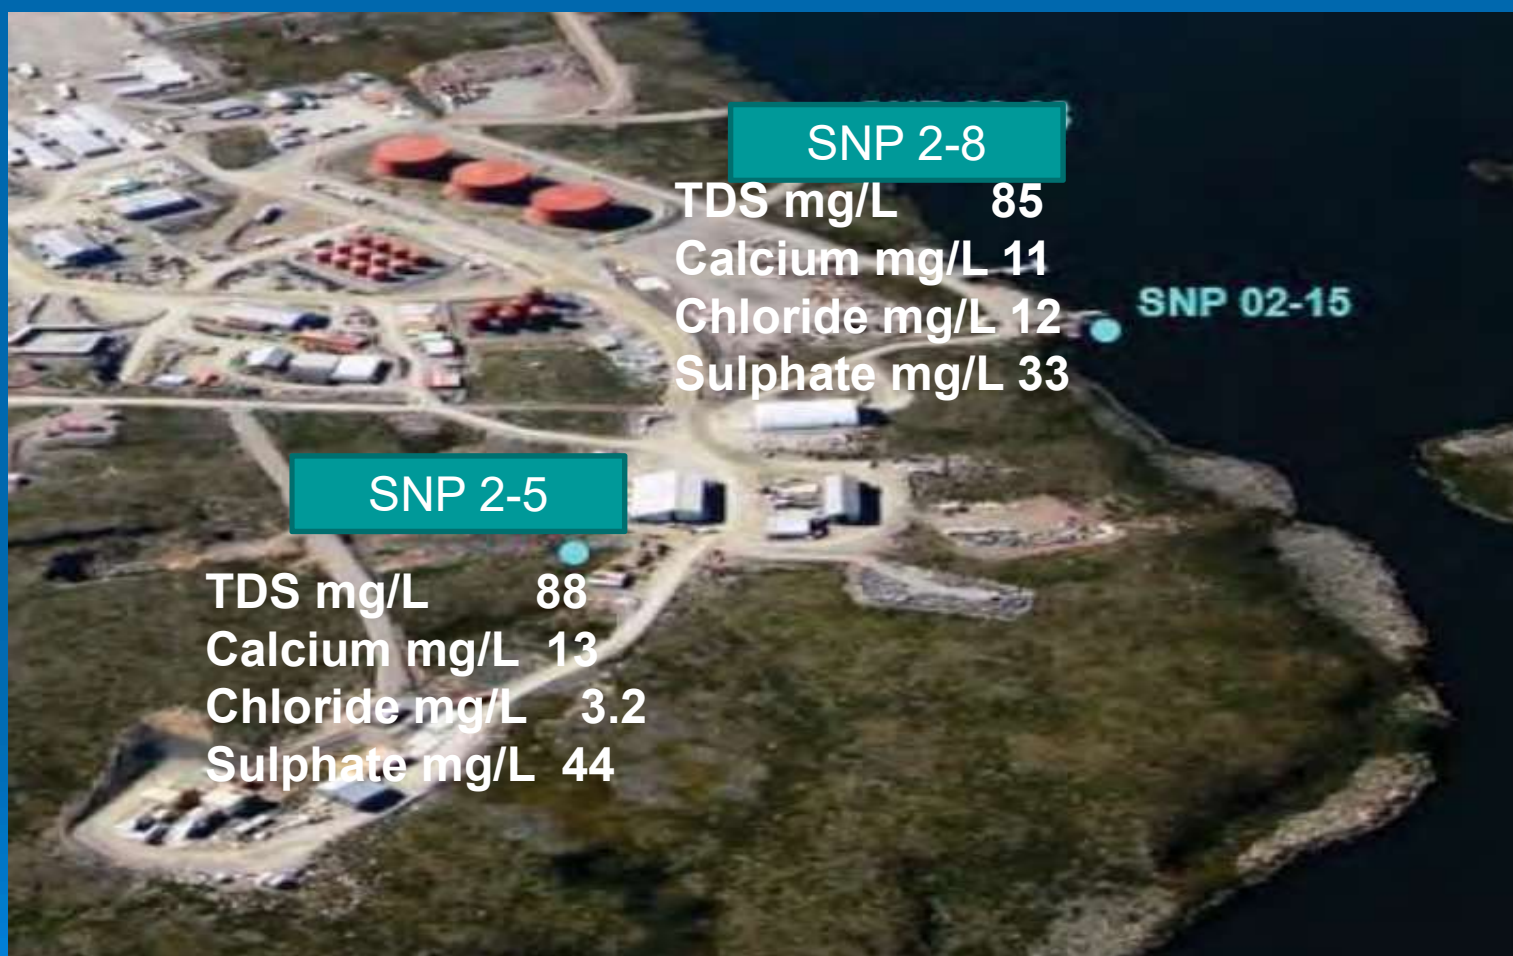 SNP 2-8
TDS mg/L 85
Calcium mg/L 11
Chloride mg/L 12
Sulphate mg/L 33
SNP 02-15
SNP 2-5
TDS mg/L 88
Calcium mg/L 13
Chloride mg/L 3.2
Sulphate mg/L 44